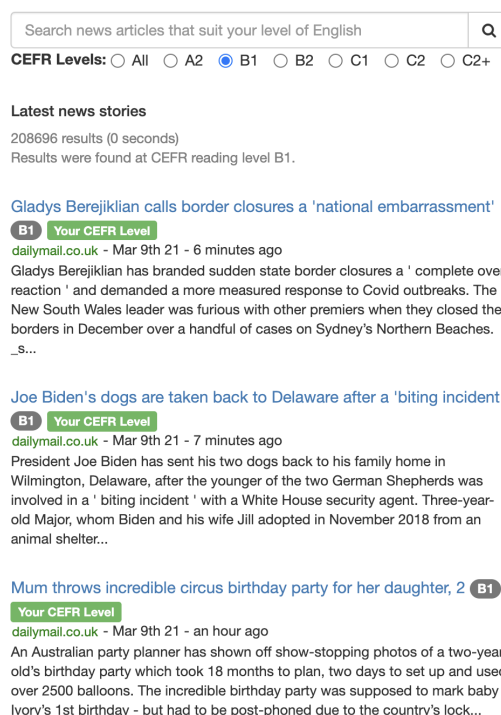 Search news articles that suit your level of English
CEFR Levels: All A2 B1 B2 C1 C2 C2+
Latest news stories
208696 results (0 seconds)
Results were found at CEFR reading level B1.
Gladys Berejiklian calls border closures a 'national embarrassment'
B1 Your CEFR Level
dailymail.co.uk - Mar 9th 21 - 6 minutes ago
Gladys Berejiklian has branded sudden state border closures a ' complete over
reaction ' and demanded a more measured response to Covid outbreaks. The
New South Wales leader was furious with other premiers when they closed the
borders in December over a handful of cases on Sydney's Northern Beaches.
_s...
Joe Biden's dogs are taken back to Delaware after a 'biting incident
B1 Your CEFR Level
dailymail.co.uk - Mar 9th 21 - 7 minutes ago
President Joe Biden has sent his two dogs back to his family home in
Wilmington, Delaware, after the younger of the two German Shepherds was
involved in a ' biting incident ' with a White House security agent. Three-year-
old Major, whom Biden and his wife Jill adopted in November 2018 from an
animal shelter...
Mum throws incredible circus birthday party for her daughter, 2 B1
Your CEFR Level
dailymail.co.uk - Mar 9th 21 - an hour ago
An Australian party planner has shown off show-stopping photos of a two-year
old's birthday party which took 18 months to plan, two days to set up and used
over 2500 balloons. The incredible birthday party was supposed to mark baby
Ivory's 1st birthday - but had to be post-phoned due to the country's lock...